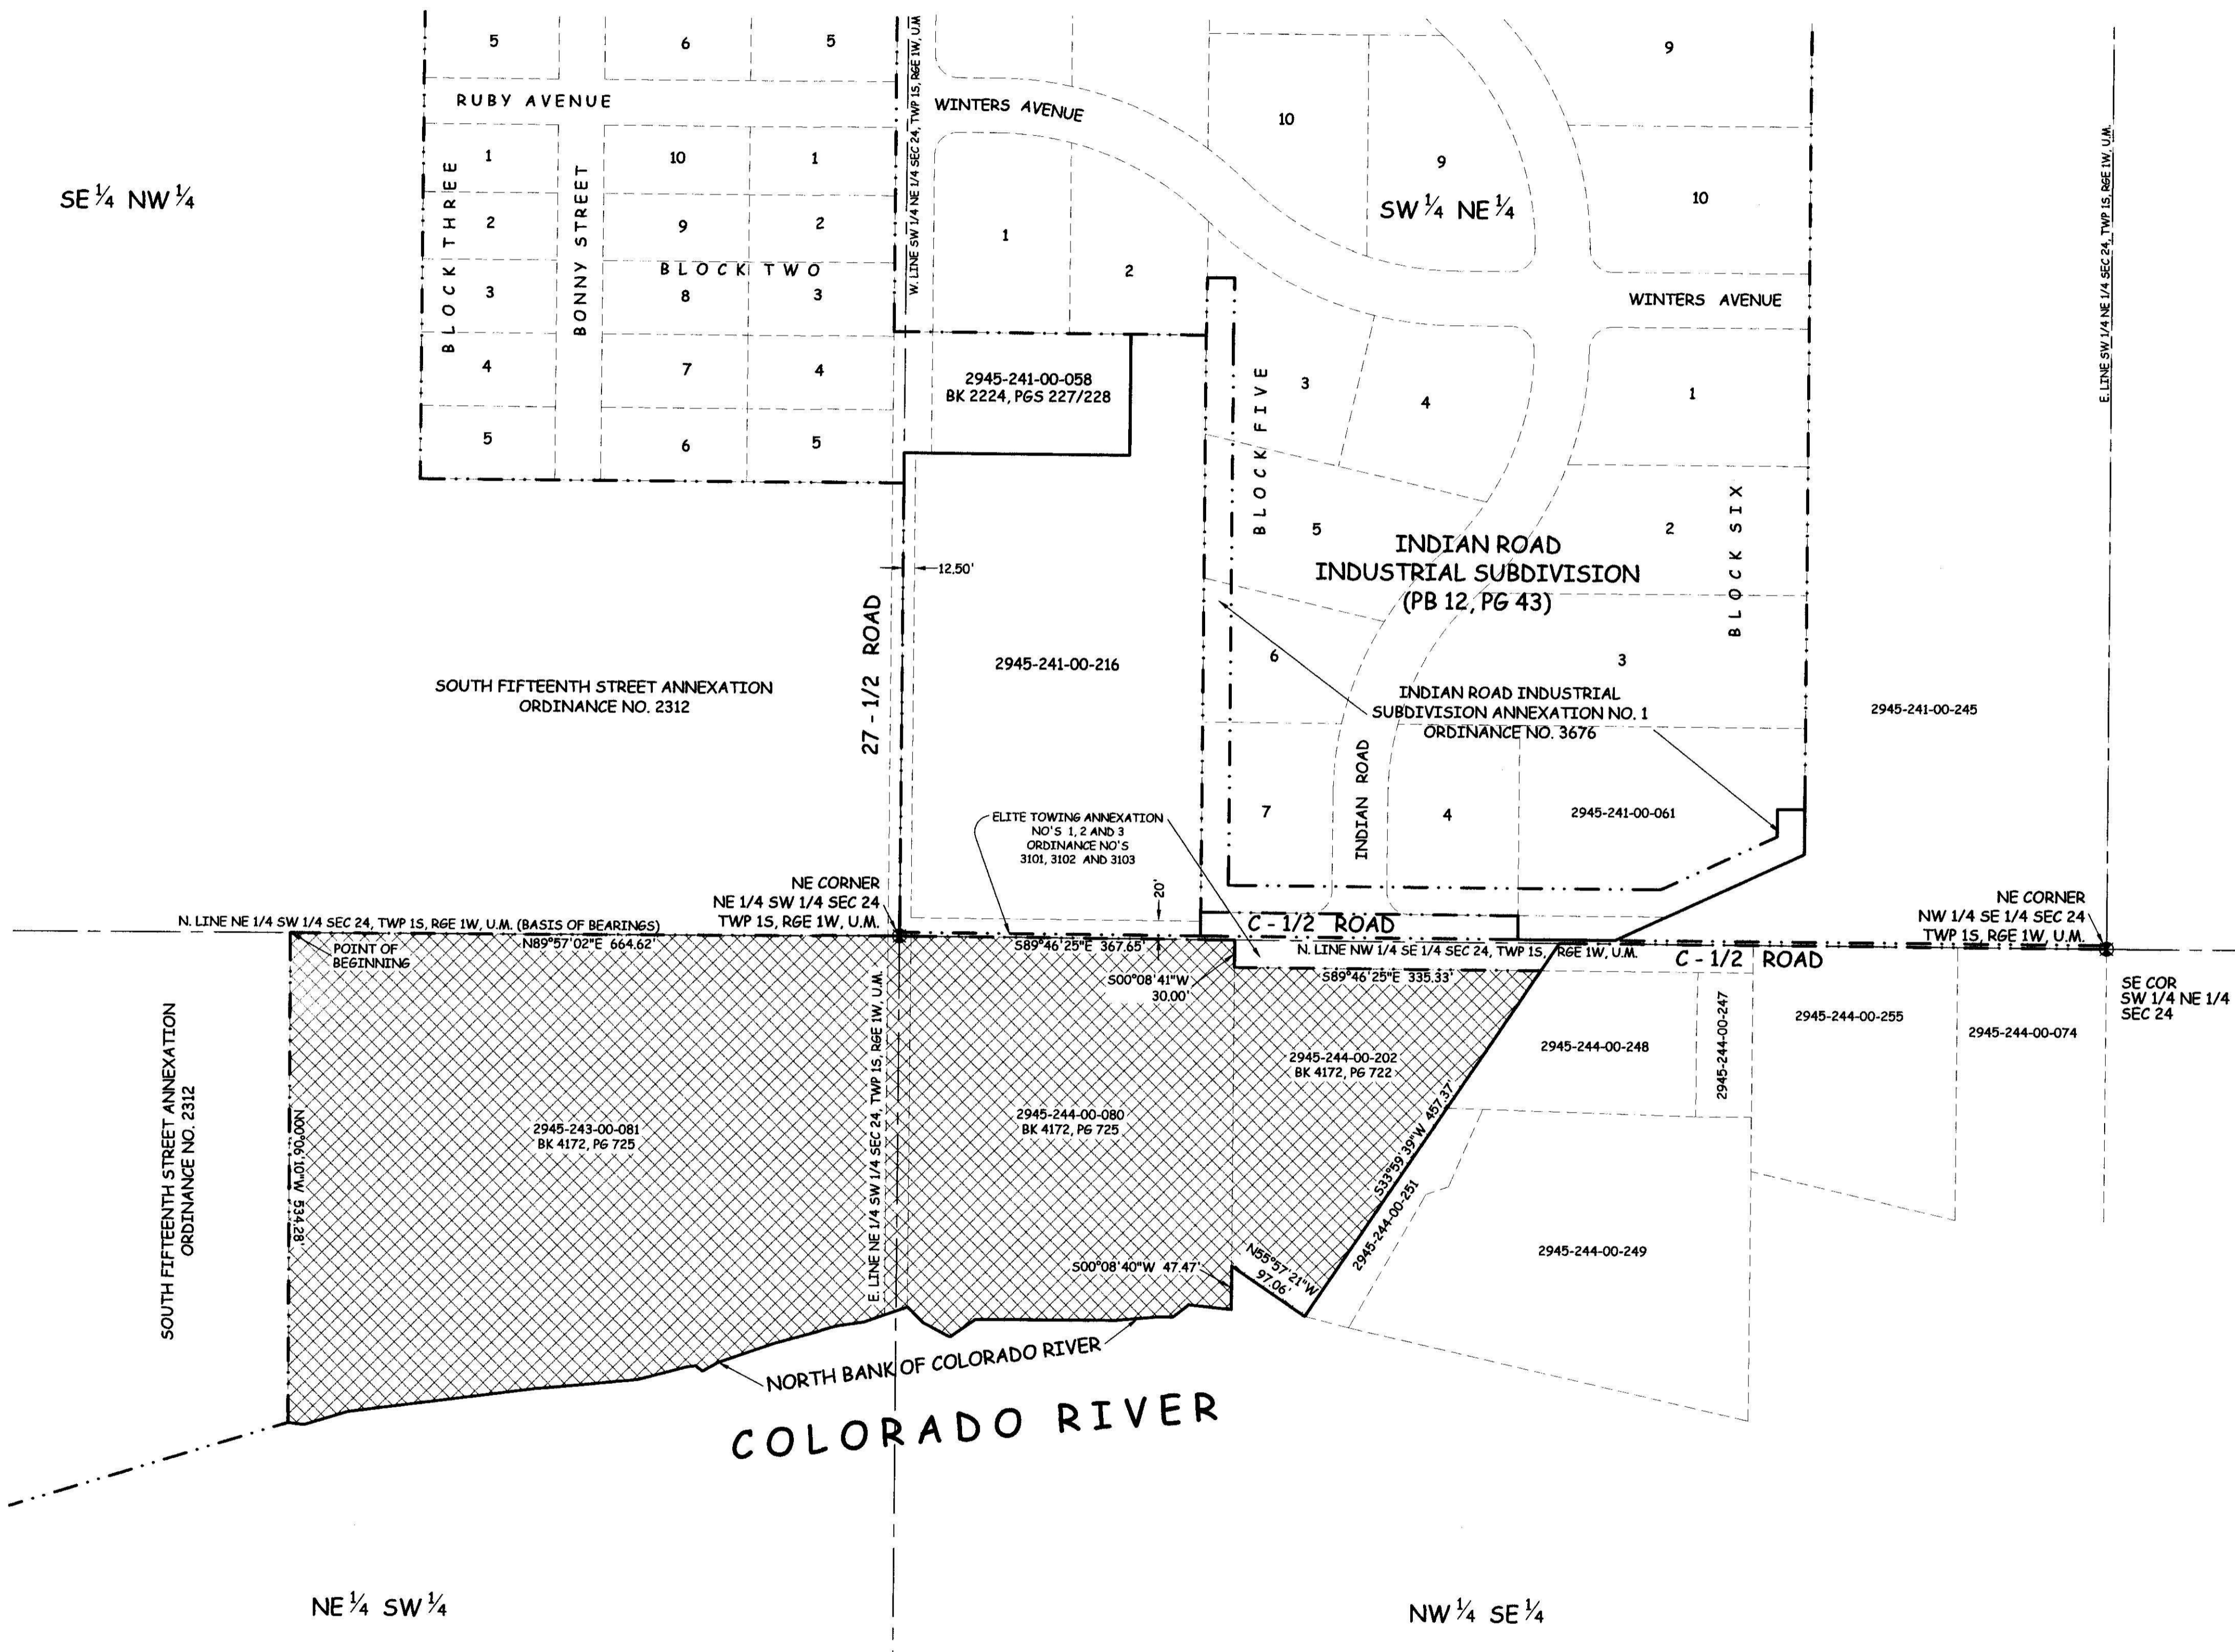 5
6
5
9
RUBY AVENUE
WINTERS AVENUE
W. LINE SW 1/4 NE 1/4 SEC 24, TWP 1S, RGE 1W, U.M
E. LINE SW 1/4 NE 1/4 SEC 24, TWP 1S, RGE 1W, U.M.
SE ¼ NW ¼
BLOCK THREE
BONNY STREET
1
10
1
2
9
2
BLOCK TWO
3
8
3
4
7
4
5
6
5
1
2
10
9
SW ¼ NE ¼
10
WINTERS AVENUE
2945-241-00-058
BK 2224, PGS 227/228
BLOCK FIVE
3
4
1
5
2
BLOCK SIX
INDIAN ROAD
INDUSTRIAL SUBDIVISION
(PB 12, PG 43)
12.50'
27 - 1/2 ROAD
2945-241-00-216
6
3
SOUTH FIFTEENTH STREET ANNEXATION
ORDINANCE NO. 2312
INDIAN ROAD INDUSTRIAL
SUBDIVISION ANNEXATION NO. 1
ORDINANCE NO. 3676
2945-241-00-245
7
INDIAN ROAD
4
2945-241-00-061
ELITE TOWING ANNEXATION
NO'S 1, 2 AND 3
ORDINANCE NO'S
3101, 3102 AND 3103
20'
NE CORNER
NE 1/4 SW 1/4 SEC 24
TWP 1S, RGE 1W, U.M.
NE CORNER
NW 1/4 SE 1/4 SEC 24
TWP 1S, RGE 1W, U.M.
N. LINE NE 1/4 SW 1/4 SEC 24, TWP 1S, RGE 1W, U.M. (BASIS OF BEARINGS)
N89°57'02"E 664.62'
POINT OF
BEGINNING
C - 1/2 ROAD
S89°46'25"E 367.65'
N. LINE NW 1/4 SE 1/4 SEC 24, TWP 1S, RGE 1W, U.M.
C - 1/2 ROAD
S00°08'41"W
30.00'
S89°46'25"E 335.33'
SE COR
SW 1/4 NE 1/4
SEC 24
SOUTH FIFTEENTH STREET ANNEXATION
ORDINANCE NO. 2312
N00°06'10"W 534.28'
2945-243-00-081
BK 4172, PG 725
E. LINE NE 1/4 SW 1/4 SEC 24, TWP 1S, RGE 1W, U.M.
2945-244-00-080
BK 4172, PG 725
2945-244-00-202
BK 4172, PG 722
2945-244-00-248
2945-244-00-247
2945-244-00-255
2945-244-00-074
S33°59'39"W 457.37'
2945-244-00-251
2945-244-00-249
S00°08'40"W 47.47'
N55°57'21"W
97.06'
NORTH BANK OF COLORADO RIVER
COLORADO RIVER
NE ¼ SW ¼
NW ¼ SE ¼